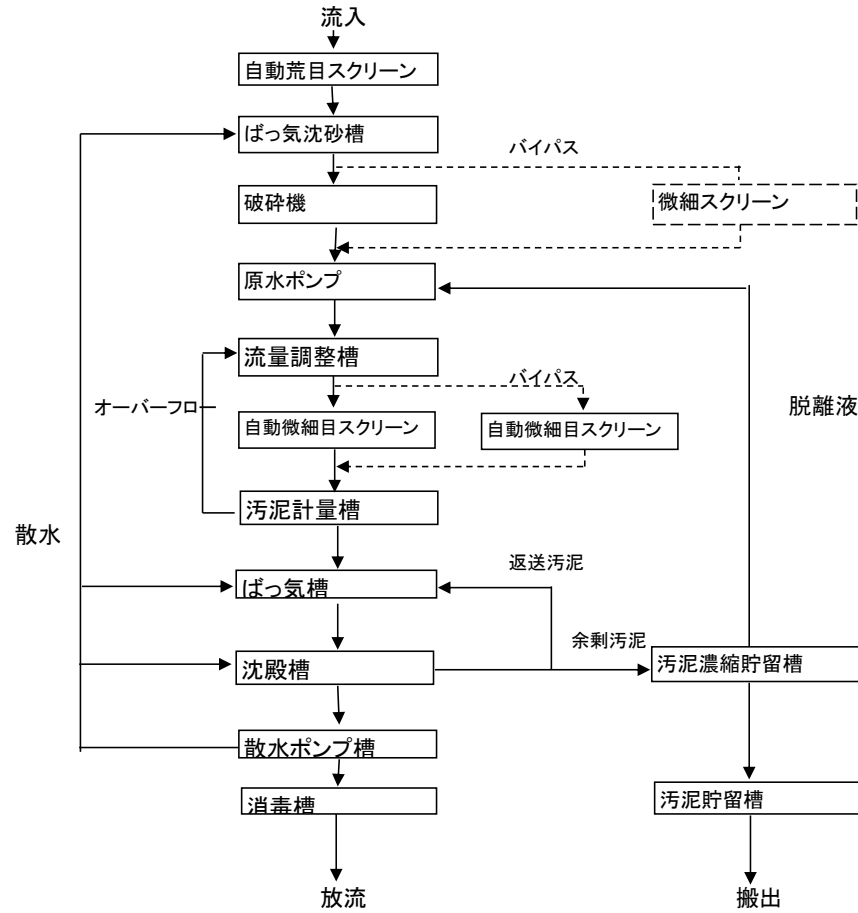 流入
自動荒目スクリーン
ばっ気沈砂槽
バイパス
破砕機
微細スクリーン
原水ポンプ
流量調整槽
バイパス
オーバーフロー
脱離液
自動微細目スクリーン
自動微細目スクリーン
汚泥計量槽
散水
返送汚泥
ばっ気槽
余剰汚泥
沈殿槽
汚泥濃縮貯留槽
散水ポンプ槽
消毒槽
汚泥貯留槽
放流
搬出